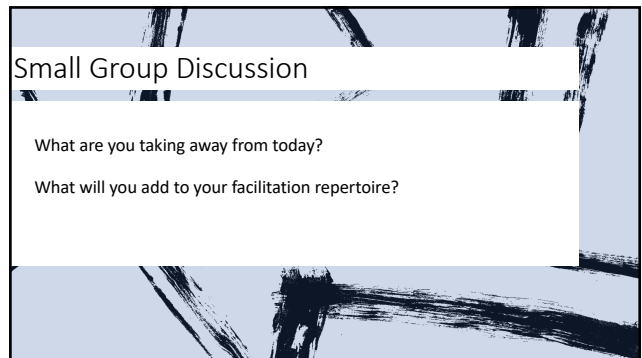 Small Group Discussion
What are you taking away from today?
What will you add to your facilitation repertoire?